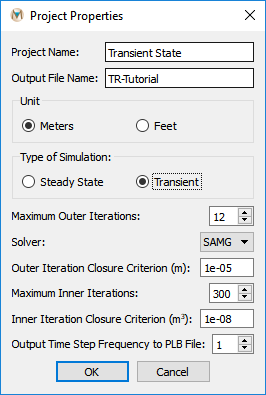 Project Properties
Project Name: Transient State
Output File Name: TR-Tutorial
Unit
Meters Feet
Type of Simulation:
Steady State Transient
Maximum Outer Iterations: 12
Solver: SAMG
Outer Iteration Closure Criterion (m): 1e-05
Maximum Inner Iterations: 300
Inner Iteration Closure Criterion (m³): 1e-08
Output Time Step Frequency to PLB File: 1
OK Cancel